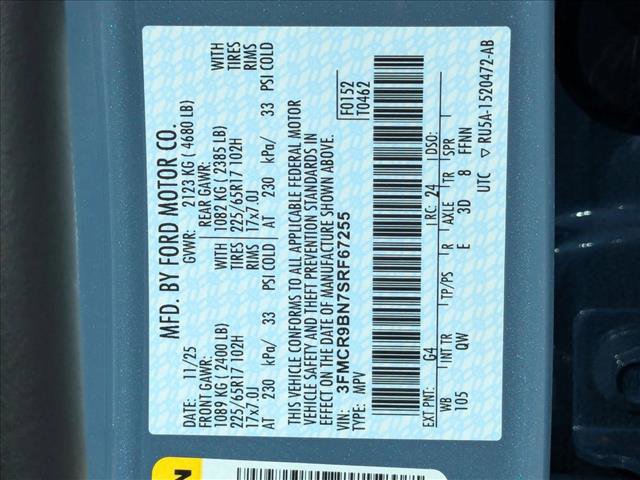 MFD. BY FORD MOTOR CO.
DATE: 11/25 GVWR: 2123 KG ( 4680 LB)
FRONT GAWR: REAR GAWR:
1089 KG ( 2400 LB) WITH 1082 KG ( 2385 LB) WITH
225/65R17 102H TIRES 225/65R17 102H TIRES
17x7.0J RIMS 17x7.0J RIMS
AT 230 kPa/ 33 PSI COLD AT 230 kPa/ 33 PSI COLD
THIS VEHICLE CONFORMS TO ALL APPLICABLE FEDERAL MOTOR
VEHICLE SAFETY AND THEFT PREVENTION STANDARDS IN
EFFECT ON THE DATE OF MANUFACTURE SHOWN ABOVE.
VIN: 3FMCR9BN7SRF67255
TYPE: MPV
F0152
T0462
EXT PNT: G4 RC: 24 DSO:
WB INT TR TP/PS R AXLE TR SPR
105 QW E 3D 8 FFNN
UTC ▽ RU5A-1520472-AB
N